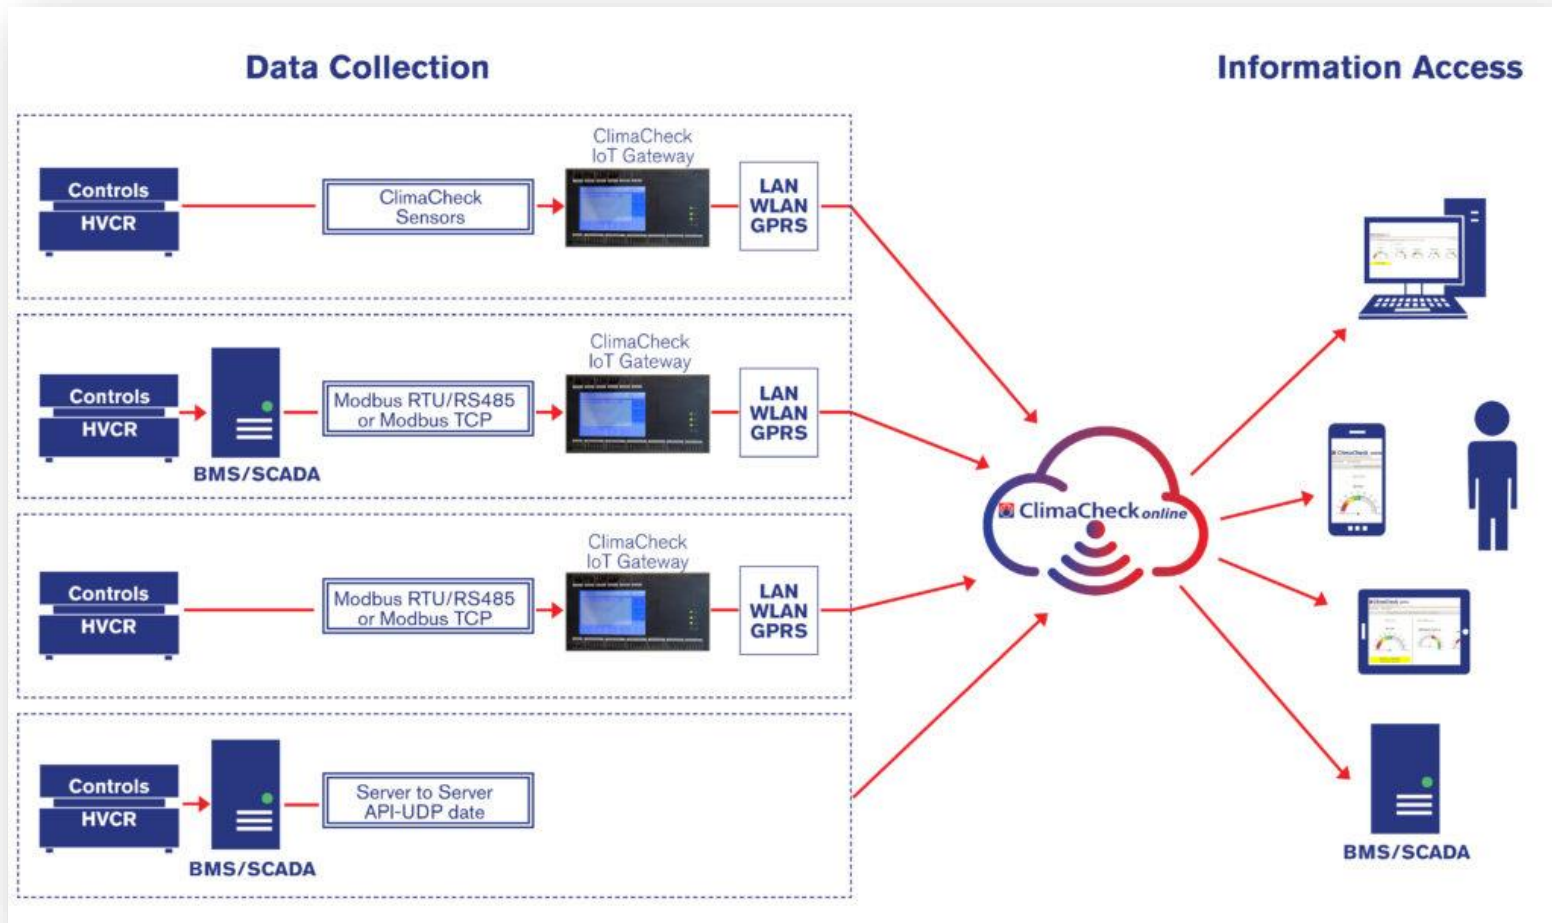 Data Collection
Information Access
Controls
HVCR
ClimaCheck
Sensors
ClimaCheck
IoT Gateway
LAN
WLAN
GPRS
Controls
HVCR
BMS/SCADA
Modbus RTU/RS485
or Modbus TCP
ClimaCheck
IoT Gateway
LAN
WLAN
GPRS
Controls
HVCR
Modbus RTU/RS485
or Modbus TCP
ClimaCheck
IoT Gateway
LAN
WLAN
GPRS
Controls
HVCR
BMS/SCADA
Server to Server
API-UDP date
ClimaCheck online
ClimaCheck
BMS/SCADA